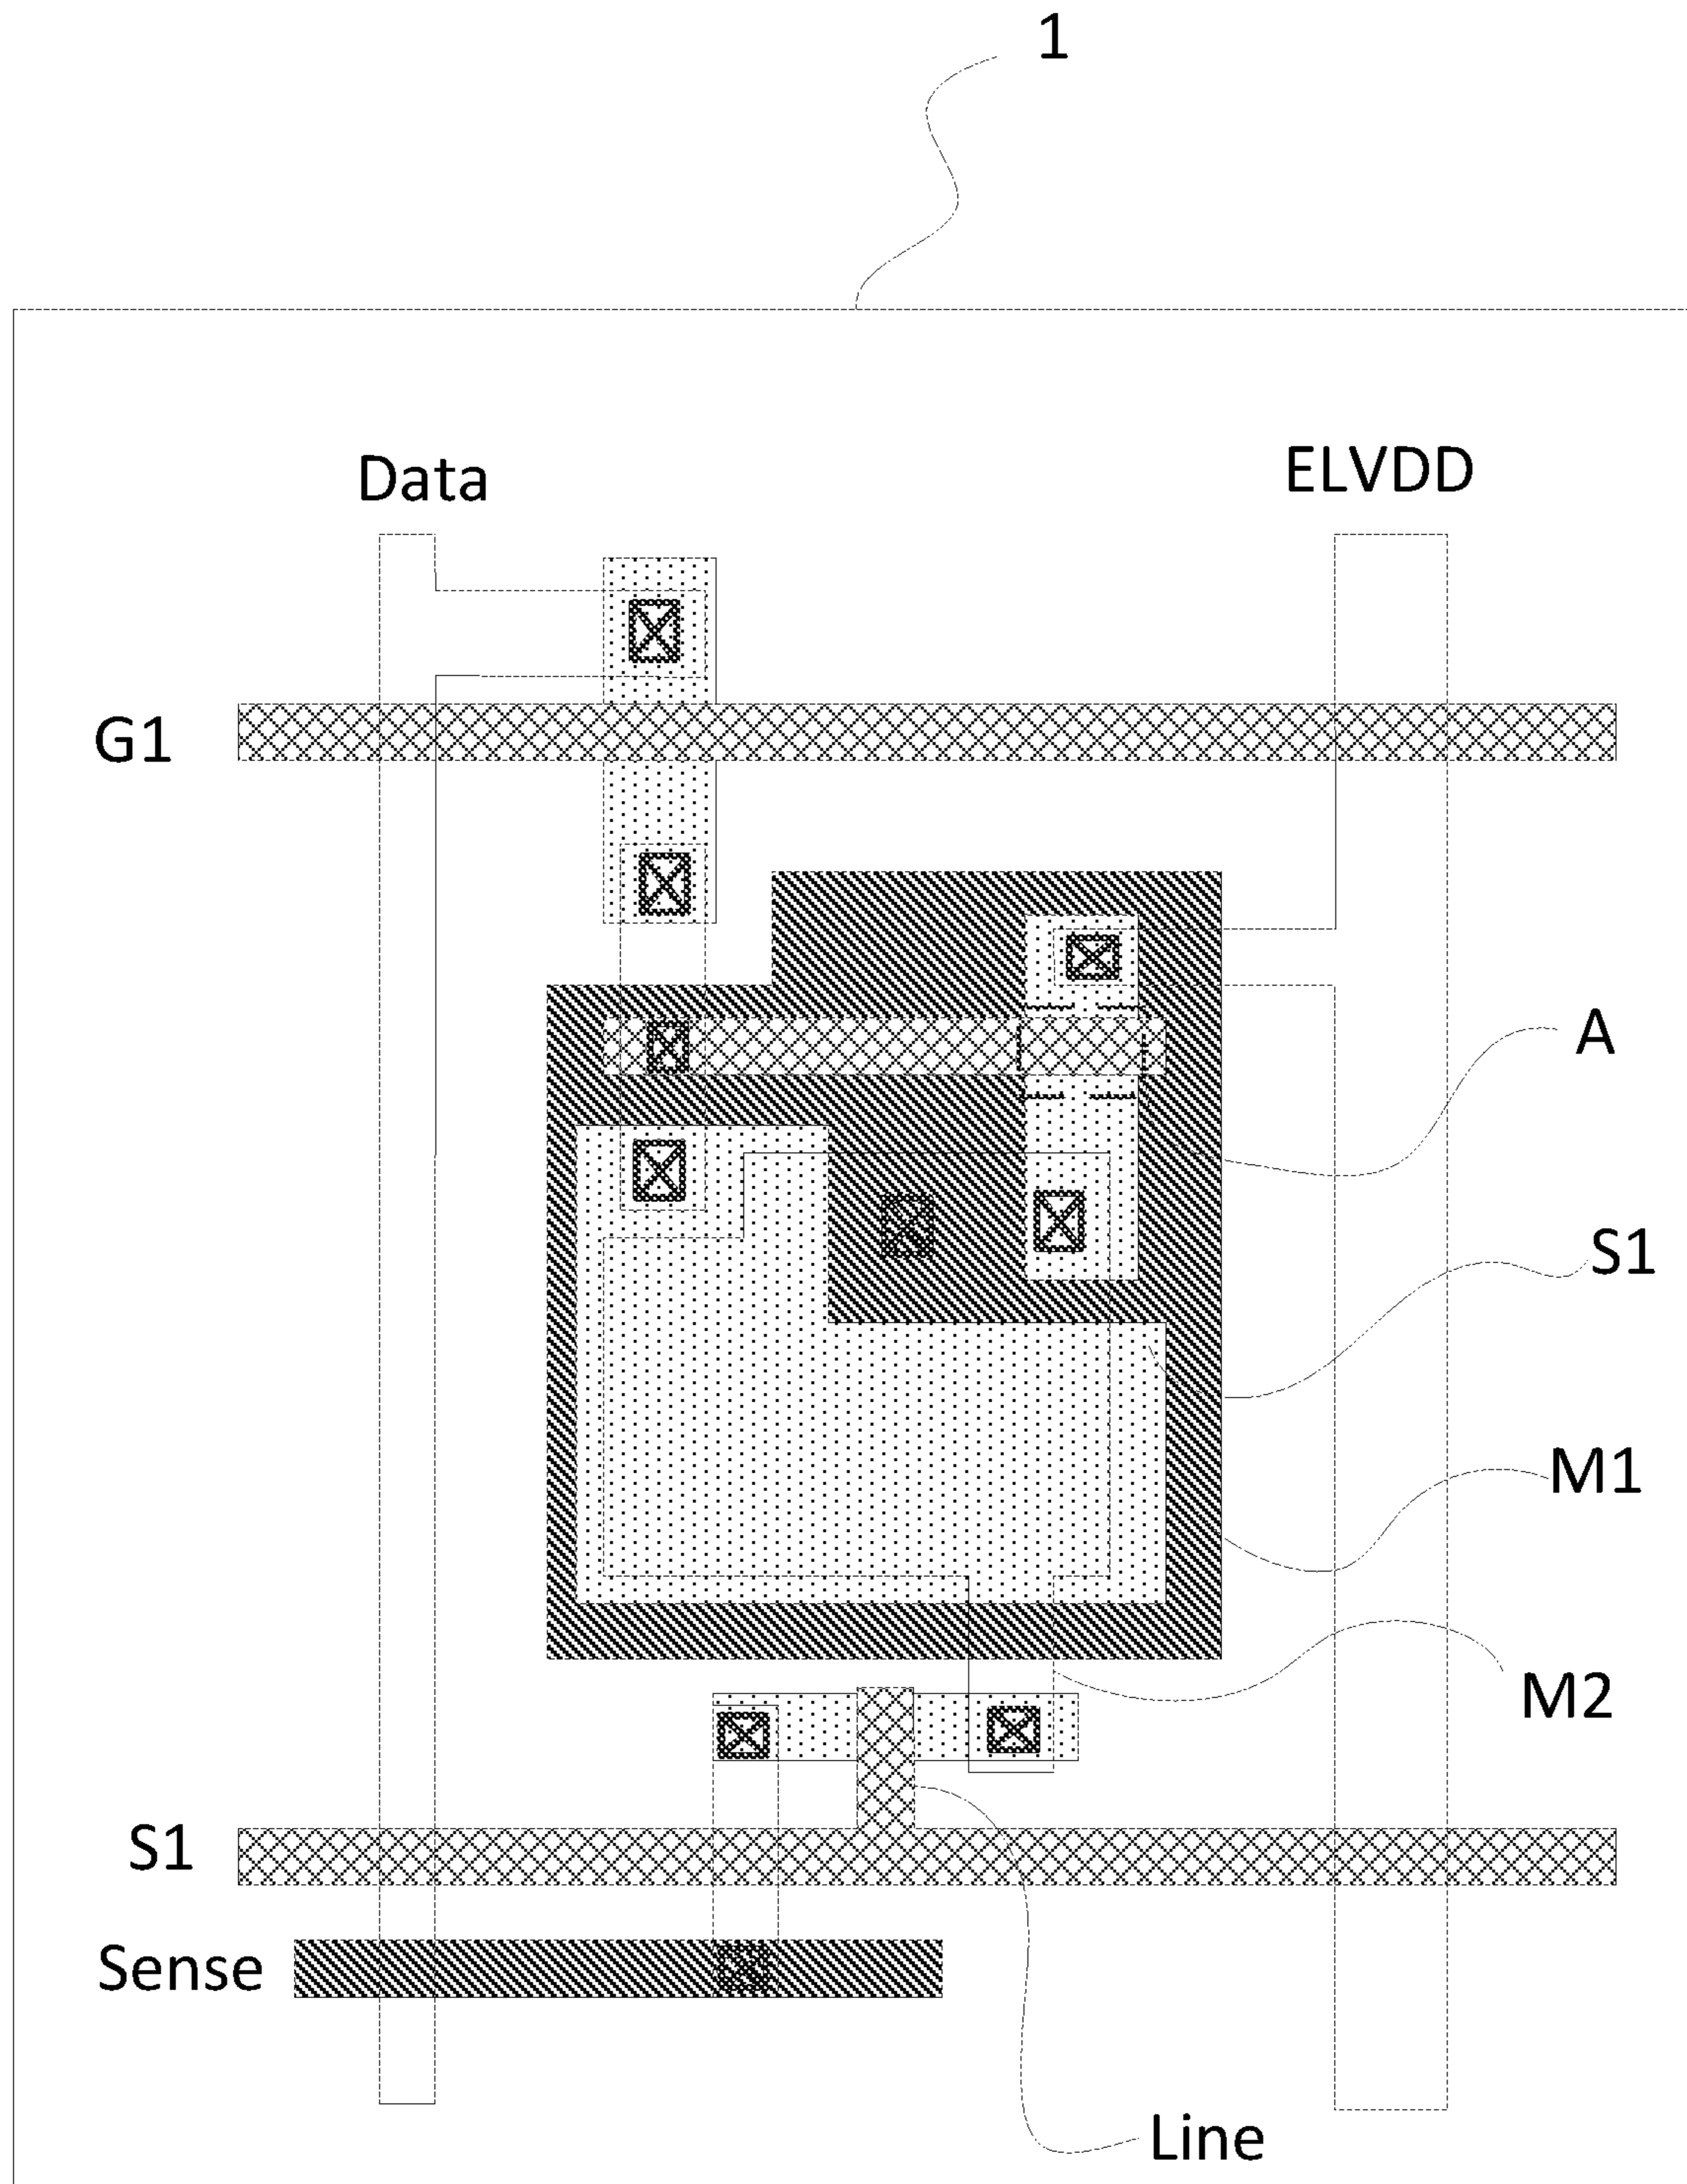 1
Data
ELVDD
G1
A
S1
M1
M2
S1
Sense
Line